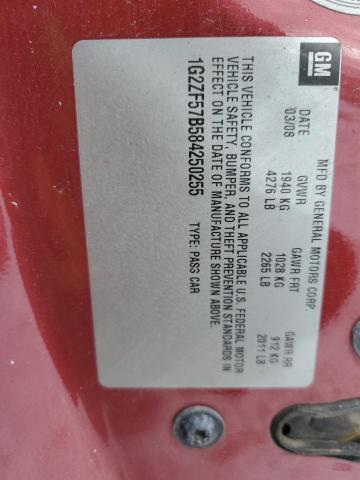 GM
MFD BY GENERAL MOTORS CORP.
DATE GVWR GAWR FRT GAWR RR
03/08 1940 KG 1028 KG 912 KG
4276 LB 2265 LB 2011 LB
THIS VEHICLE CONFORMS TO ALL APPLICABLE U.S. FEDERAL MOTOR
VEHICLE SAFETY, BUMPER, AND THEFT PREVENTION STANDARDS IN
EFFECT ON THE DATE OF MANUFACTURE SHOWN ABOVE.
1G2ZF57B584250255 TYPE: PASS CAR